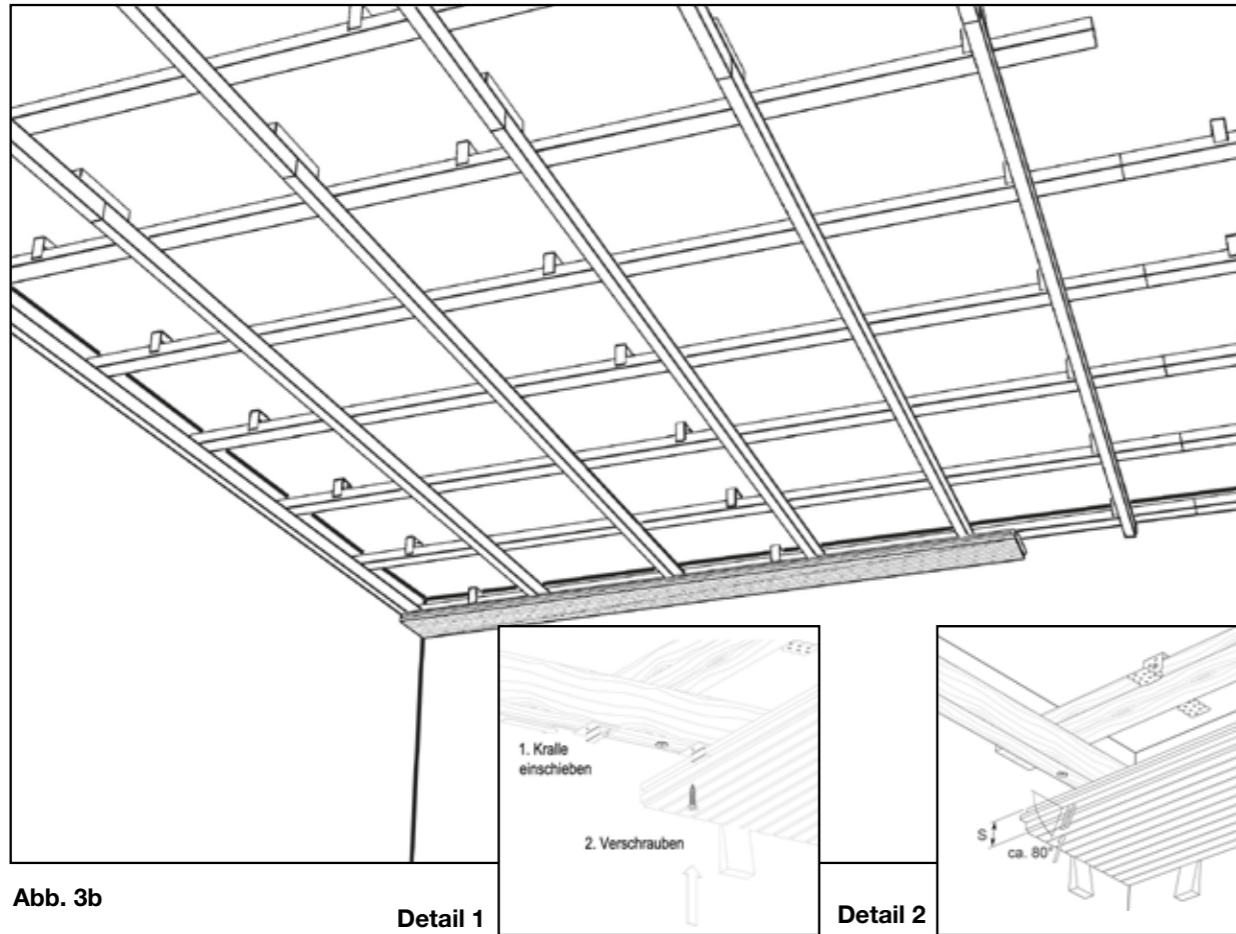 1. Kralle
einschieben
2. Verschrauben
S
ca. 80°
Abb. 3b
Detail 1
Detail 2